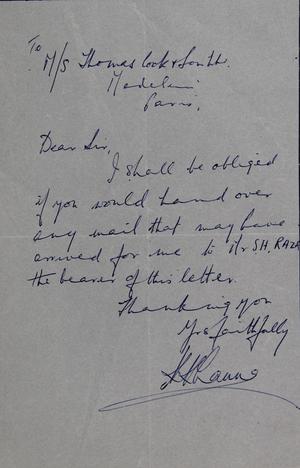 To
M/S Thomas Cook & Son Ltd.
Madeleine
Paris.
Dear Sir,
I shall be obliged
if you would hand over
any mail that may have
arrived for me to Mr SH. RAZA
the bearer of this letter.
Thanking you
Yrs faithfully